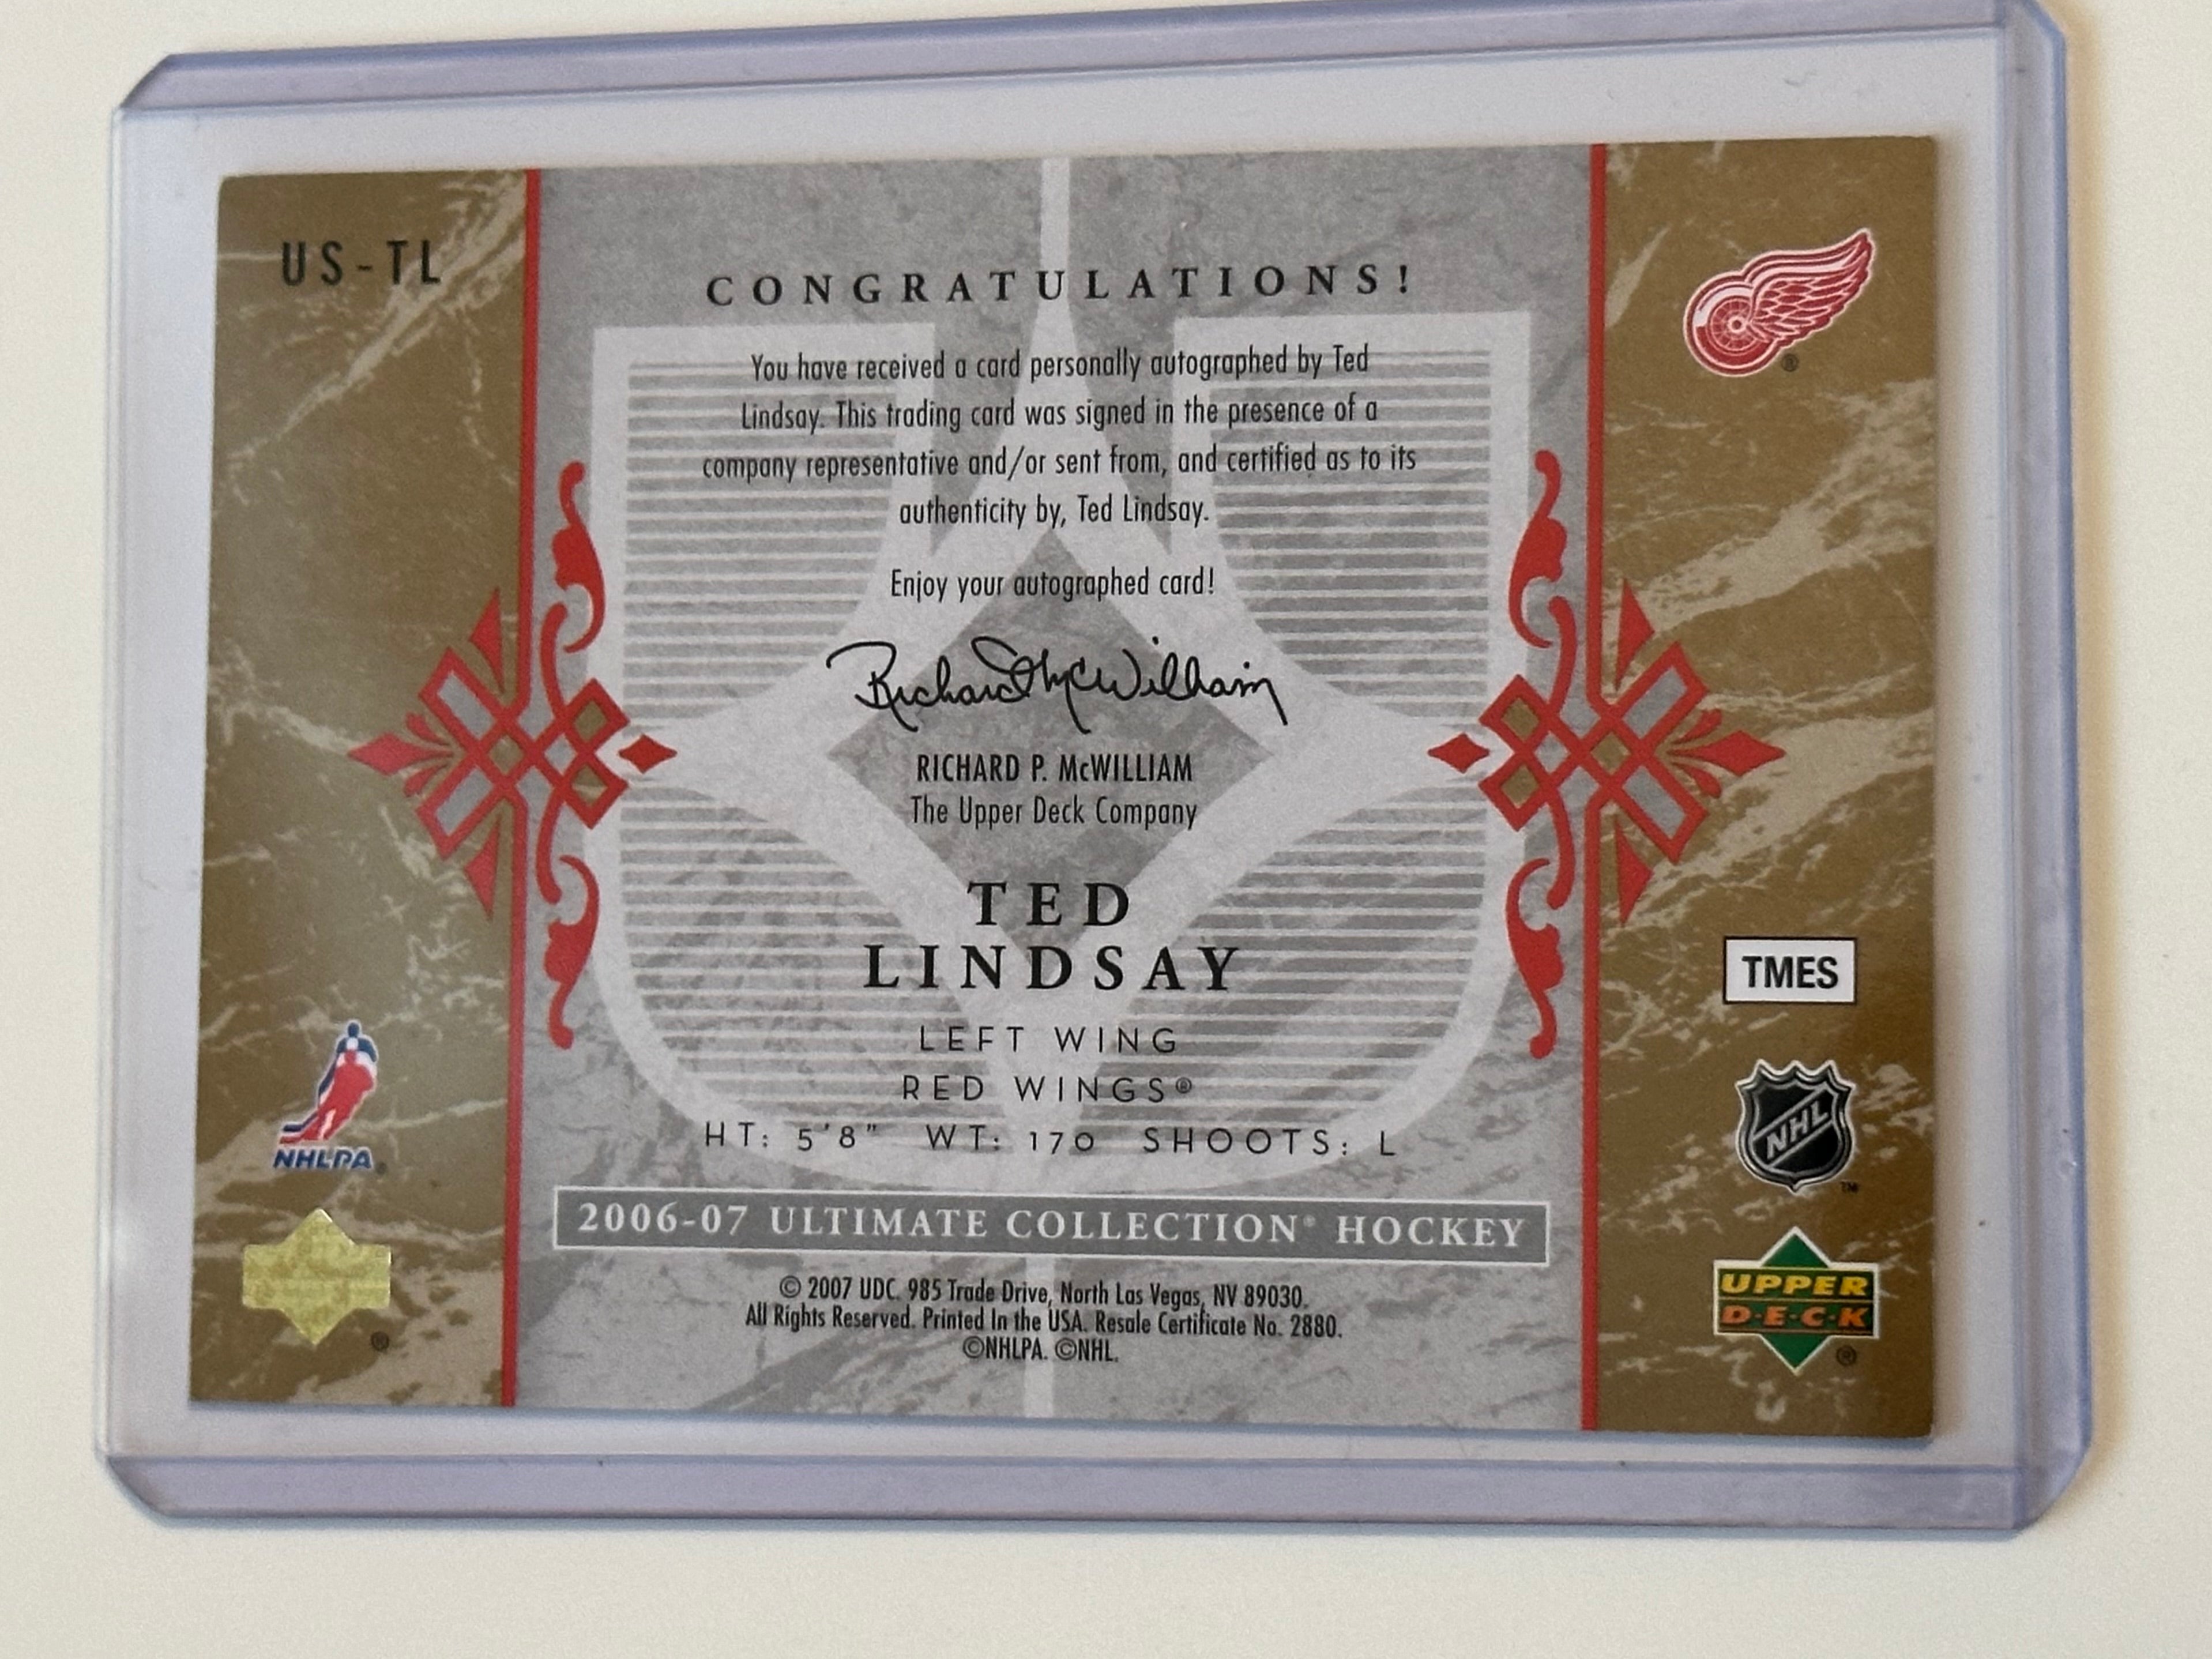 US-TL
CONGRATULATIONS!
You have received a card personally autographed by Ted
Lindsay. This trading card was signed in the presence of a
company representative and/or sent from, and certified as to its
authenticity by, Ted Lindsay.
Enjoy your autographed card!
Richard McWilliam
RICHARD P. McWILLIAM
The Upper Deck Company
TED
LINDSAY
LEFT WING
RED WINGS®
HT: 5'8" WT: 170 SHOOTS: L
2006-07 ULTIMATE COLLECTION® HOCKEY
© 2007 UDC. 985 Trade Drive, North Las Vegas, NV 89030.
All Rights Reserved. Printed In the USA. Resale Certificate No. 2880.
©NHLPA. ©NHL.
NHLPA®
®
®
TMES
NHL
™
UPPER
D·E·C·K
®